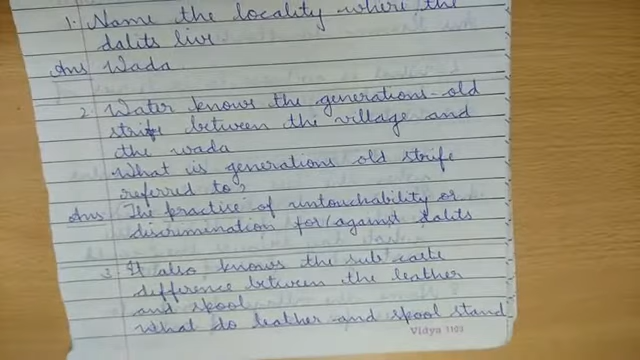 1. Name the locality where the
dalits live
Ans Wada
2. Water knows the generations-old
strife between the village and
the wada
What is generations old strife
referred to?
Ans The practice of untouchability or
discrimination for/against dalits
3. It also knows the sub caste
difference between the leather
and spool
What do leather and spool stand
Vidya 1103